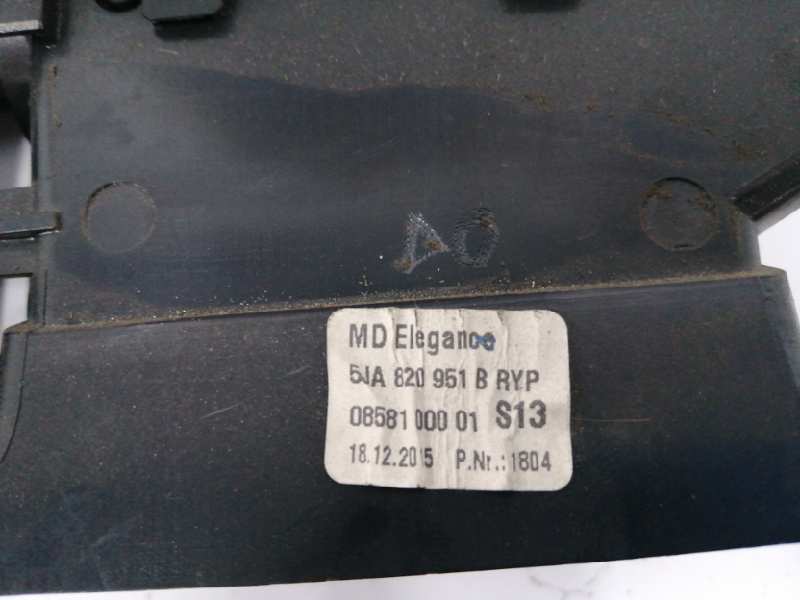 MD Elegance
5JA 820 951 B RYP
08581 000 01 S13
18.12.2015 P.Nr.:1804